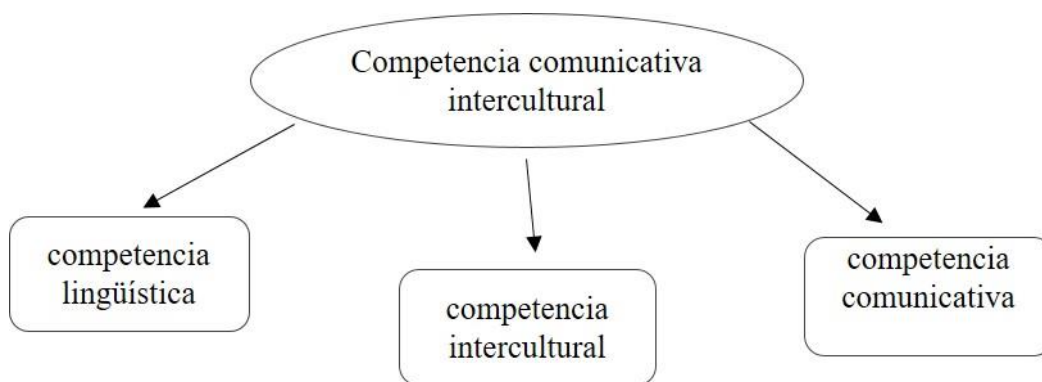 Competencia comunicativa
intercultural
competencia
lingüística
competencia
intercultural
competencia
comunicativa